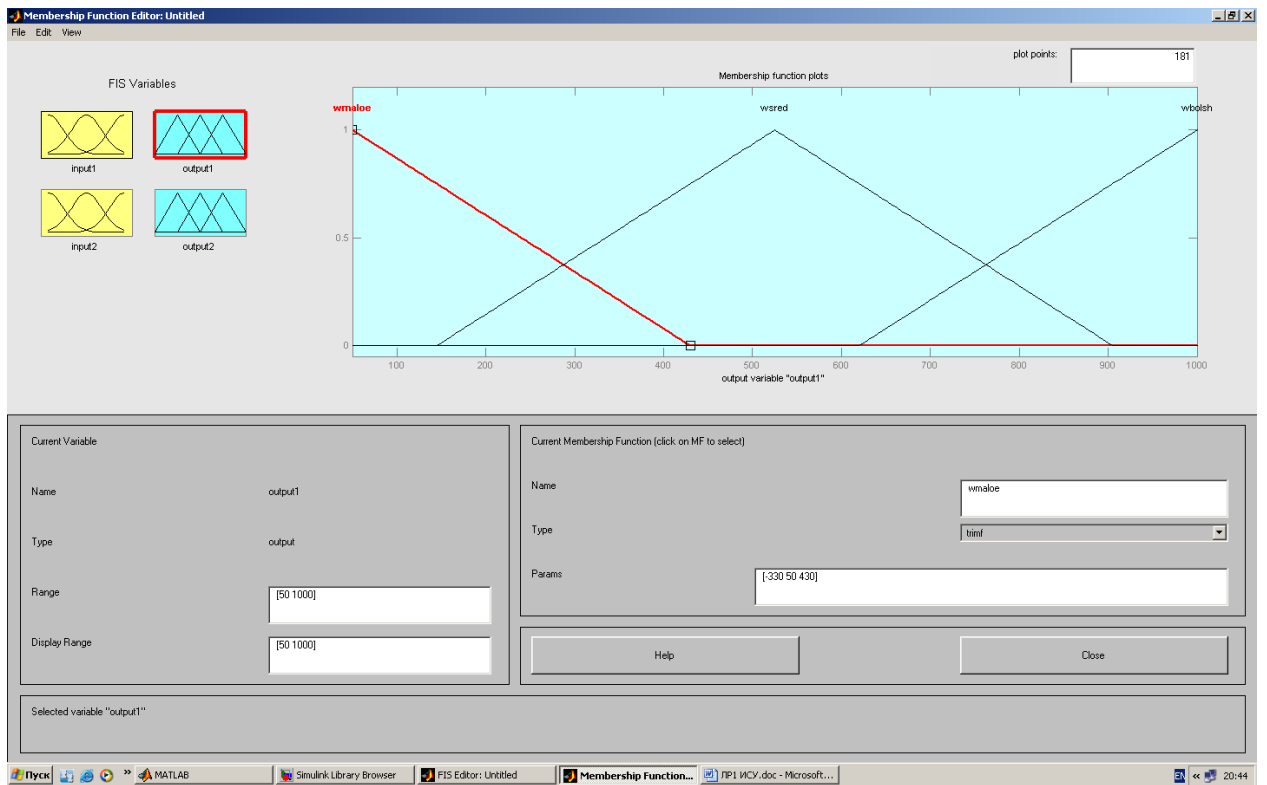 Membership Function Editor: Untitled
File Edit View
plot points: 181
FIS Variables
Membership function plots
wmaloe wsred wbolsh
1
input1 output1
0.5
input2 output2
0
100 200 300 400 500 600 700 800 900 1000
output variable "output1"
Current Variable
Name output1
Type output
Range [50 1000]
Display Range [50 1000]
Current Membership Function (click on MF to select)
Name wmaloe
Type trimf
Params [-330 50 430]
Help Close
Selected variable "output1"
Пуск » MATLAB Simulink Library Browser FIS Editor: Untitled Membership Function... ЛР1 ИСУ.doc - Microsoft... EN « 20:44